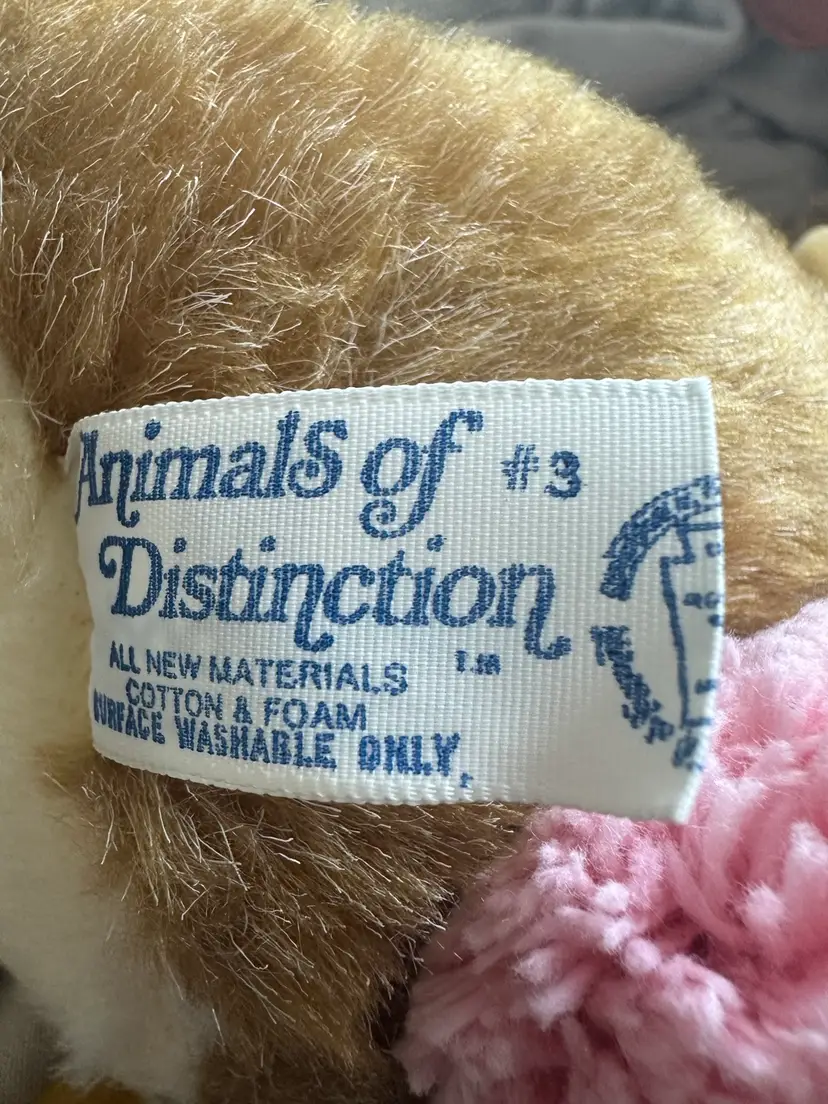 Animals of #3
Distinction
T.M
ALL NEW MATERIALS
COTTON & FOAM
SURFACE WASHABLE ONLY